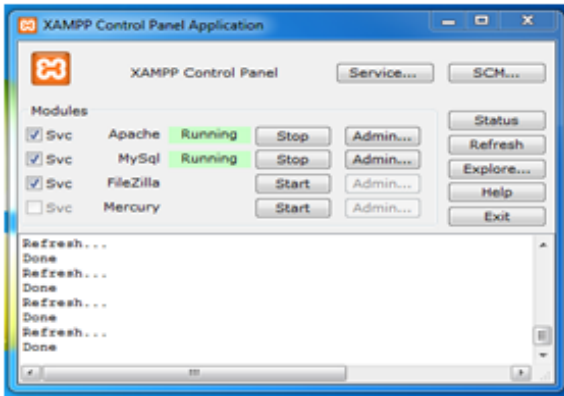 XAMPP Control Panel Application
XAMPP Control Panel Service... SCM...
Modules
Status
Svc Apache Running Stop Admin...
Refresh
Svc MySql Running Stop Admin...
Explore...
Svc FileZilla Start Admin...
Help
Svc Mercury Start Admin...
Exit
Refresh...
Done
Refresh...
Done
Refresh...
Done
Refresh...
Done